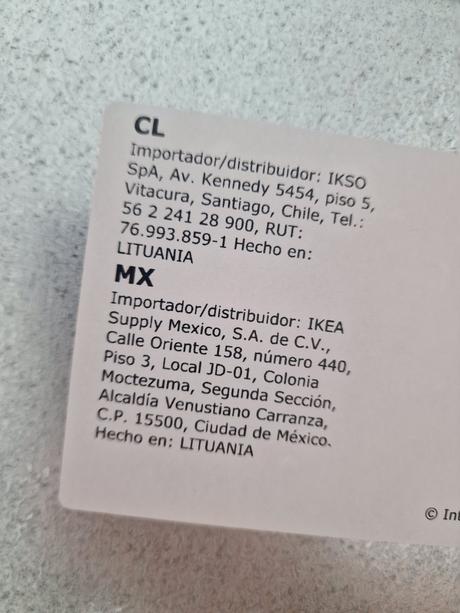 CL
Importador/distribuidor: IKSO
SpA, Av. Kennedy 5454, piso 5,
Vitacura, Santiago, Chile, Tel.:
56 2 241 28 900, RUT:
76.993.859-1 Hecho en:
LITUANIA
MX
Importador/distribuidor: IKEA
Supply Mexico, S.A. de C.V.,
Calle Oriente 158, número 440,
Piso 3, Local JD-01, Colonia
Moctezuma, Segunda Sección,
Alcaldía Venustiano Carranza,
C.P. 15500, Ciudad de México.
Hecho en: LITUANIA
©